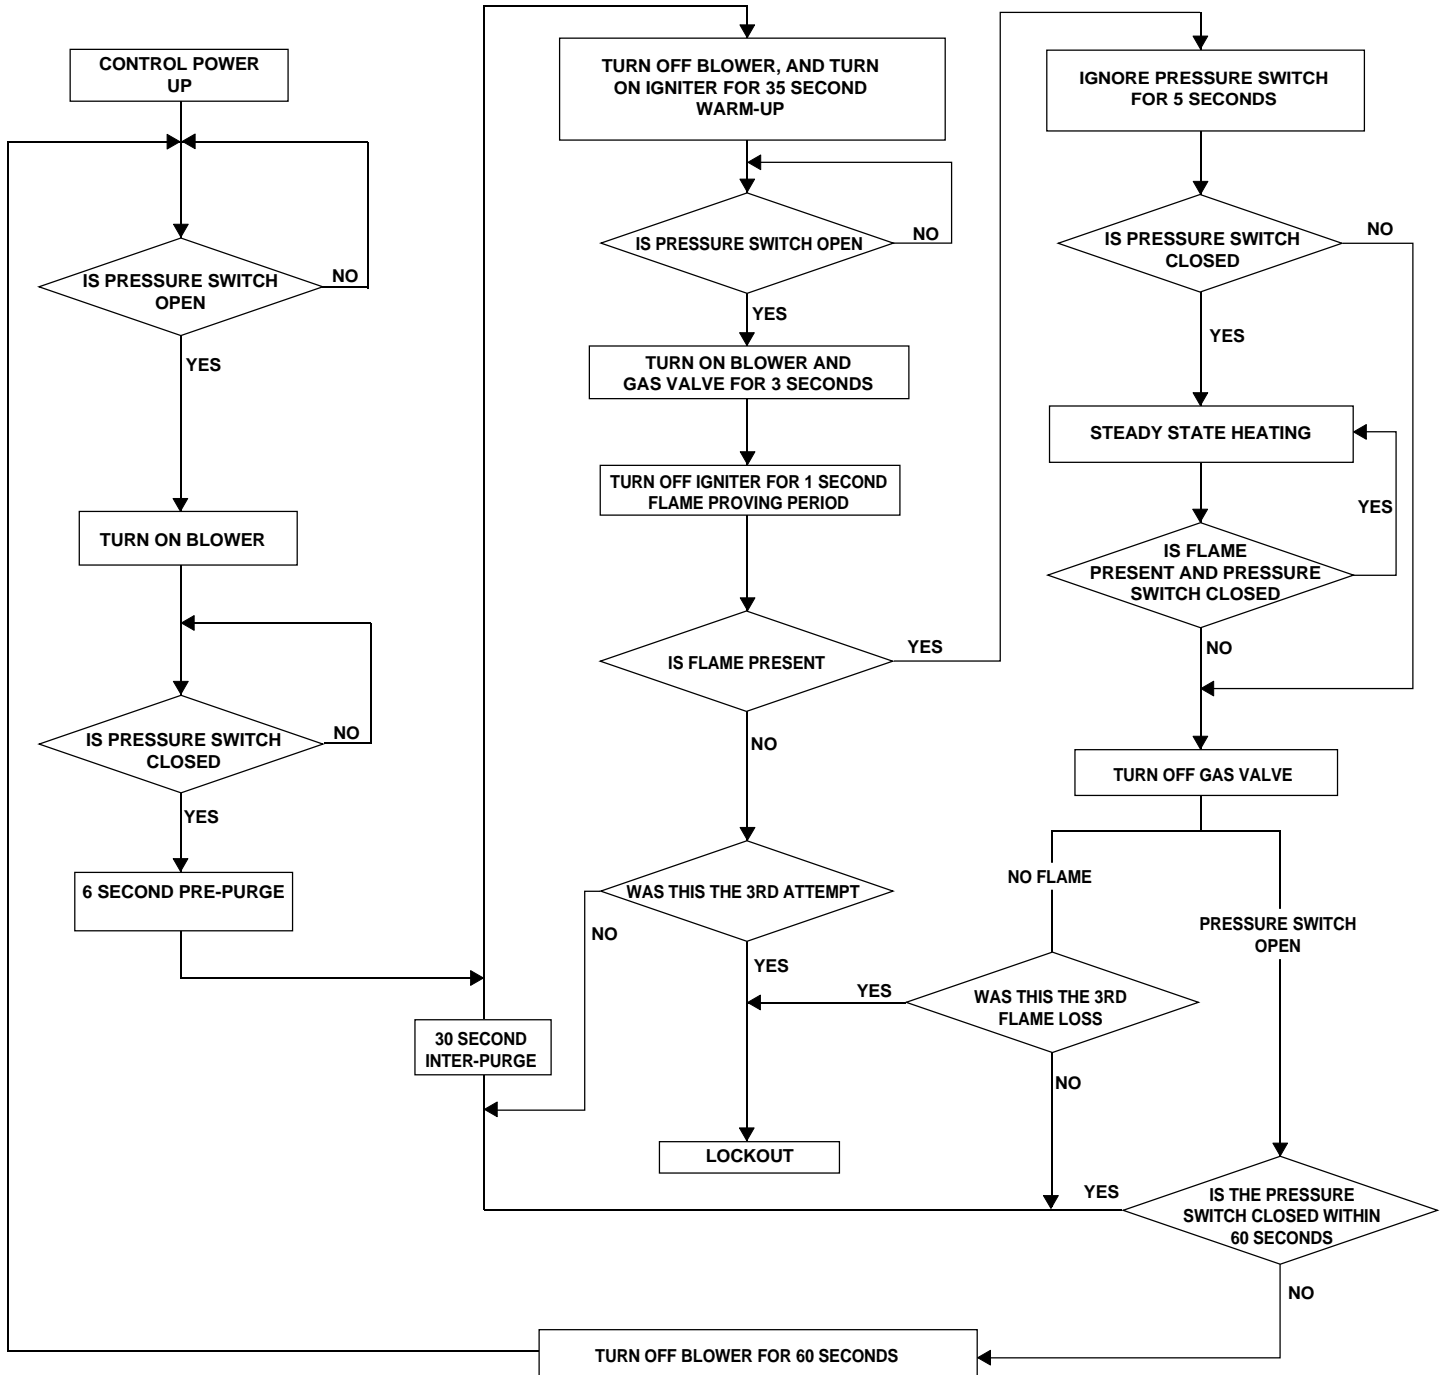 CONTROL POWER
UP
IS PRESSURE SWITCH
OPEN
NO
YES
TURN ON BLOWER
IS PRESSURE SWITCH
CLOSED
NO
YES
6 SECOND PRE-PURGE
30 SECOND
INTER-PURGE
TURN OFF BLOWER, AND TURN
ON IGNITER FOR 35 SECOND
WARM-UP
IS PRESSURE SWITCH OPEN
NO
YES
TURN ON BLOWER AND
GAS VALVE FOR 3 SECONDS
TURN OFF IGNITER FOR 1 SECOND
FLAME PROVING PERIOD
IS FLAME PRESENT
YES
NO
WAS THIS THE 3RD ATTEMPT
NO
YES
LOCKOUT
IGNORE PRESSURE SWITCH
FOR 5 SECONDS
IS PRESSURE SWITCH
CLOSED
NO
YES
STEADY STATE HEATING
YES
IS FLAME
PRESENT AND PRESSURE
SWITCH CLOSED
NO
TURN OFF GAS VALVE
NO FLAME
PRESSURE SWITCH
OPEN
WAS THIS THE 3RD
FLAME LOSS
YES
NO
IS THE PRESSURE
SWITCH CLOSED WITHIN
60 SECONDS
YES
NO
TURN OFF BLOWER FOR 60 SECONDS